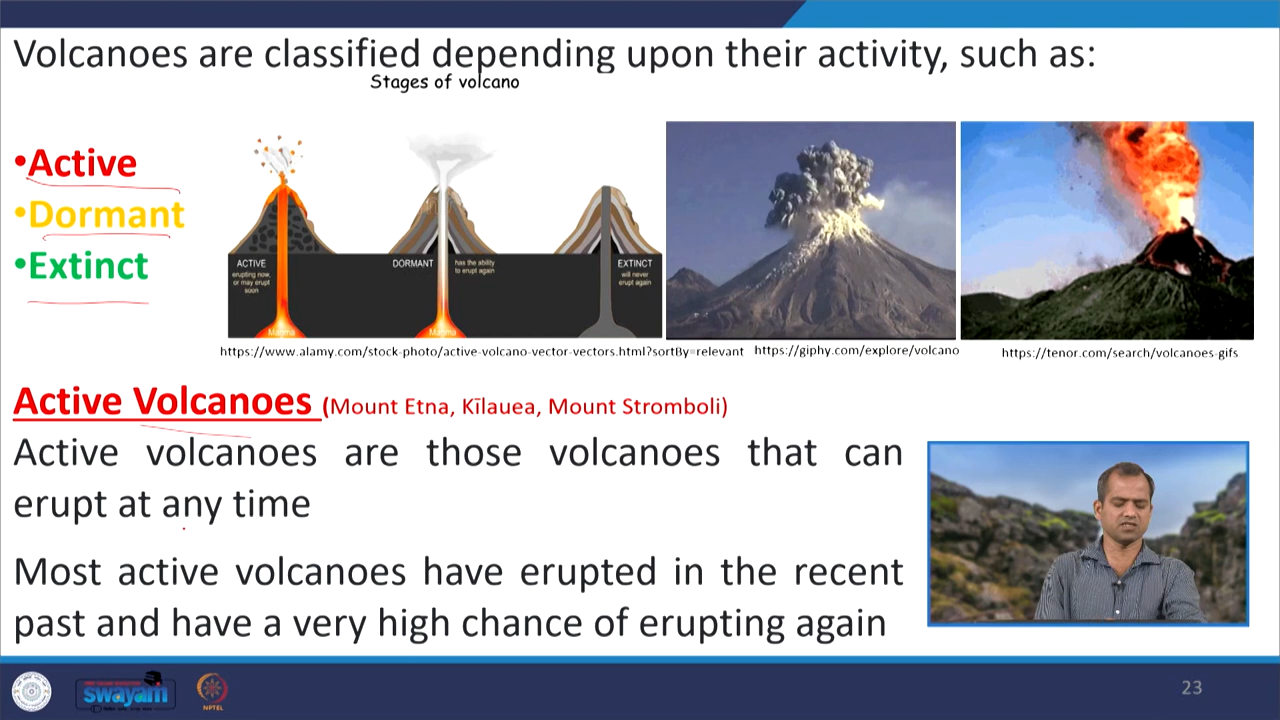 Volcanoes are classified depending upon their activity, such as:
Stages of volcano
•Active
•Dormant
•Extinct
ACTIVE
erupting now,
or may erupt
soon
Magma
DORMANT
has the ability
to erupt again
Magma
EXTINCT
will never
erupt again
https://www.alamy.com/stock-photo/active-volcano-vector-vectors.html?sortBy=relevant
https://giphy.com/explore/volcano
https://tenor.com/search/volcanoes-gifs
Active Volcanoes (Mount Etna, Kīlauea, Mount Stromboli)
Active volcanoes are those volcanoes that can
erupt at any time
Most active volcanoes have erupted in the recent
past and have a very high chance of erupting again
swayam
NPTEL
23